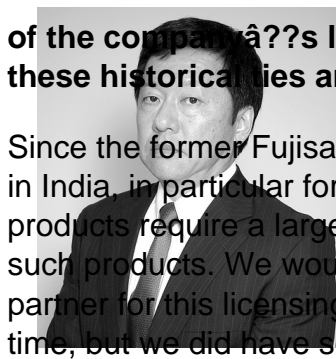 of the companyâ??s l
these historical ties a
Since the former Fujisa
in India, in particular for
products require a large
such products. We wou
partner for this licensing
time, but we did have s